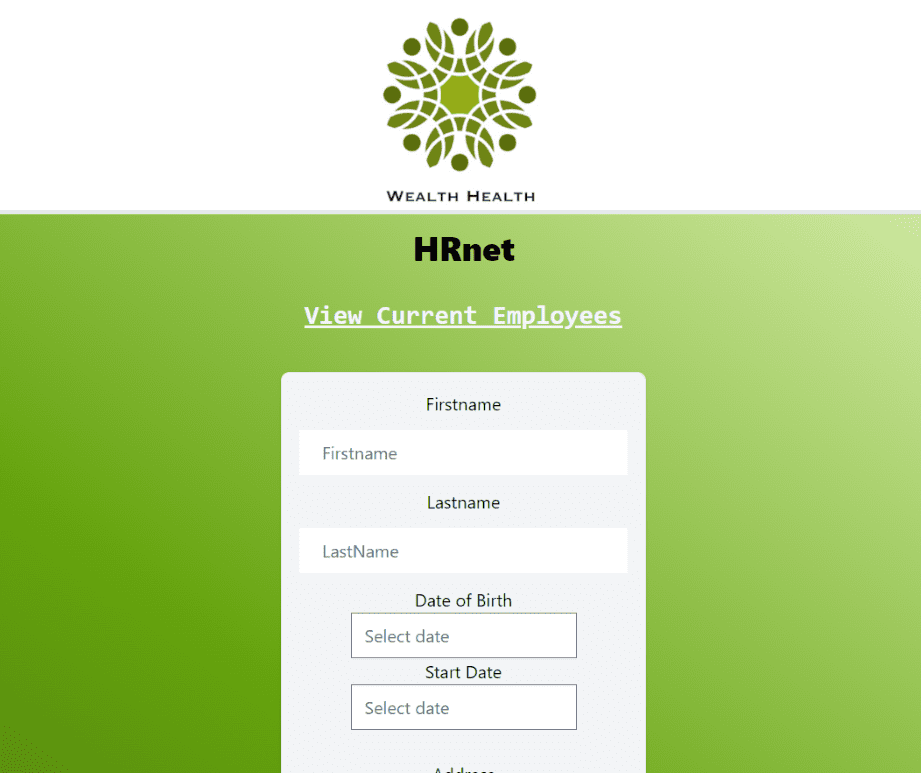 WEALTH HEALTH
HRnet
View Current Employees
Firstname
Firstname
Lastname
LastName
Date of Birth
Select date
Start Date
Select date
Address